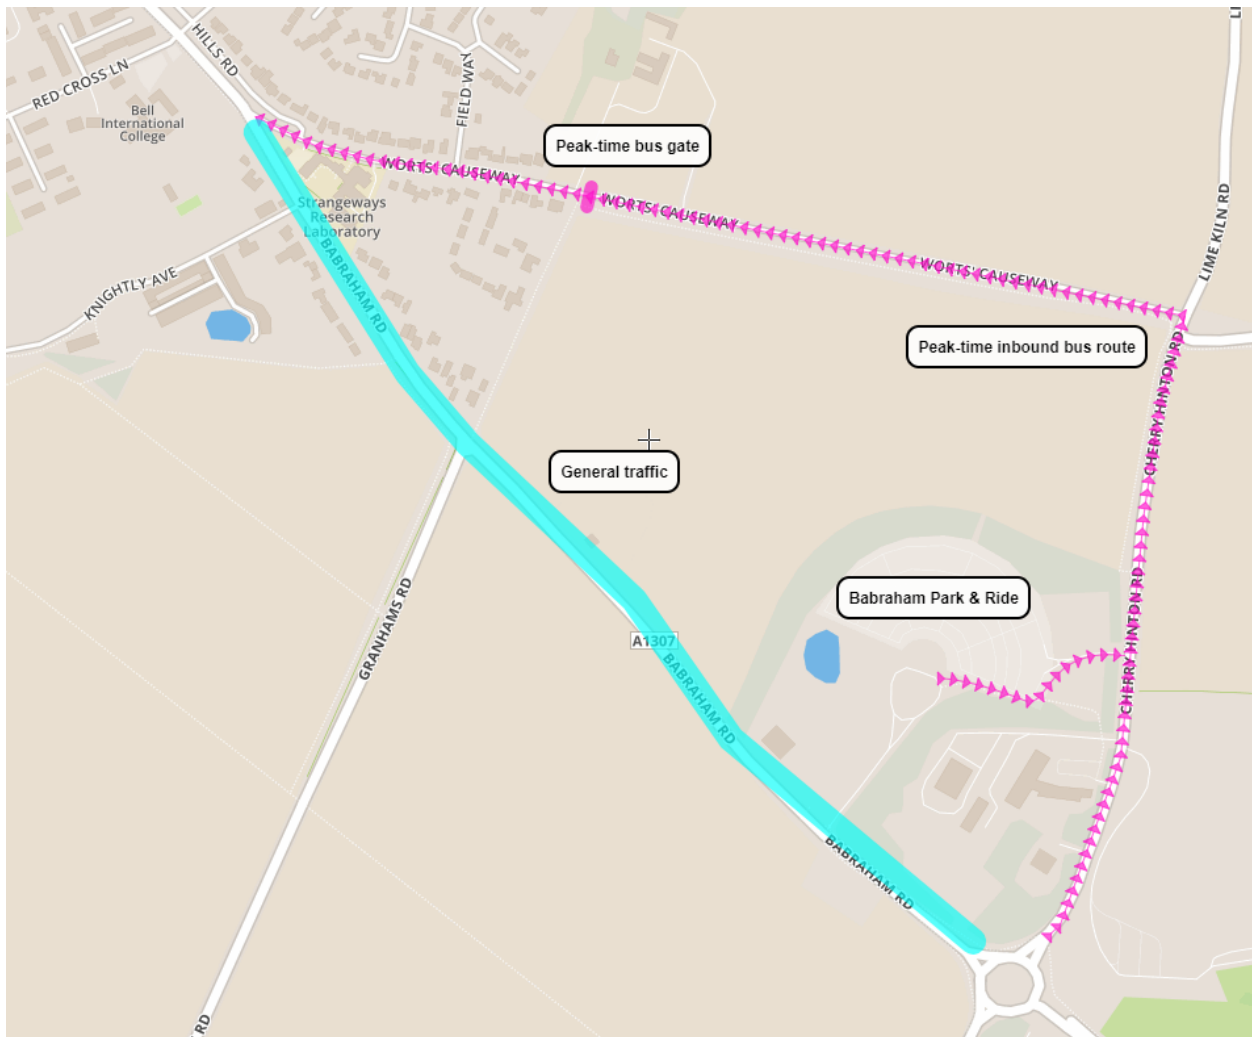 HILLS RD
LI
RED CROSS LN
FIELD WAY
Bell
International
College
Peak-time bus gate
WORTS' CAUSEWAY
WORTS' CAUSEWAY
Strangeways
Research
Laboratory
LIME KILN RD
BABRAHAM RD
WORTS' CAUSEWAY
KNIGHTLY AVE
Peak-time inbound bus route
CHERRY HINTON RD
General traffic
GRANHAMS RD
Babraham Park & Ride
A1307
BABRAHAM RD
CHERRY HINTON RD
BABRAHAM RD
RD